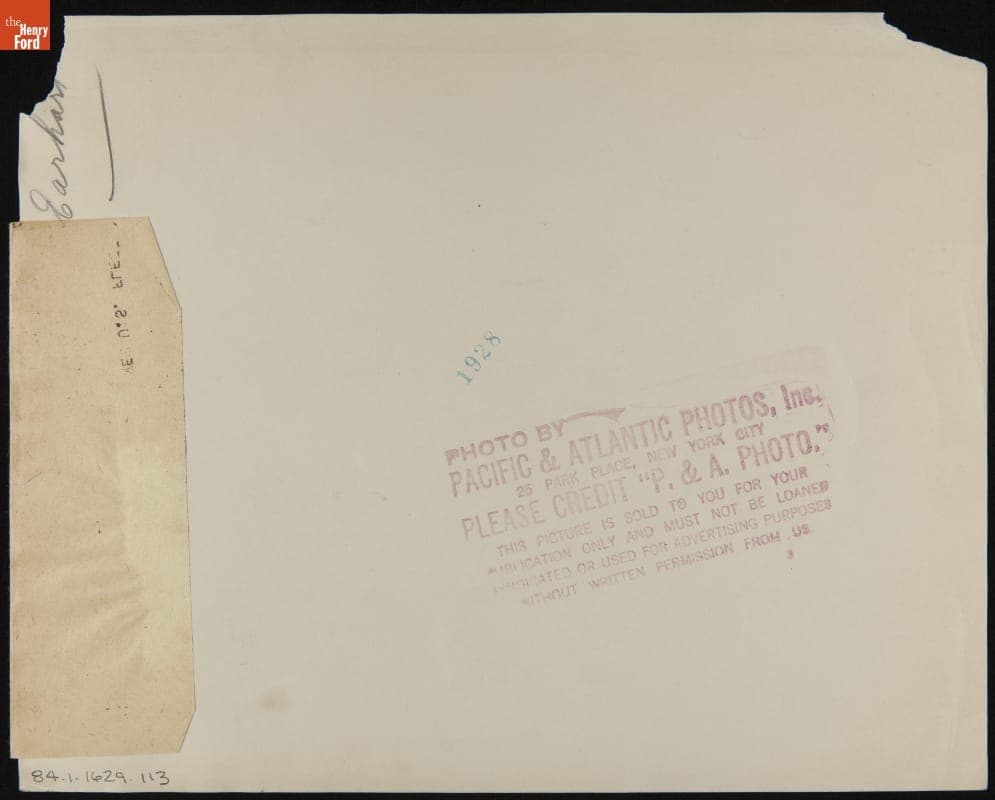 the
Henry
Ford
Earhar
U.S.
1928
PHOTO BY
PACIFIC & ATLANTIC PHOTOS, Inc.
25 PARK PLACE, NEW YORK CITY
PLEASE CREDIT "P. & A. PHOTO."
THIS PICTURE IS SOLD TO YOU FOR YOUR
PUBLICATION ONLY AND MUST NOT BE LOANED
SYNDICATED OR USED FOR ADVERTISING PURPOSES
WITHOUT WRITTEN PERMISSION FROM US
84.1.1629.113